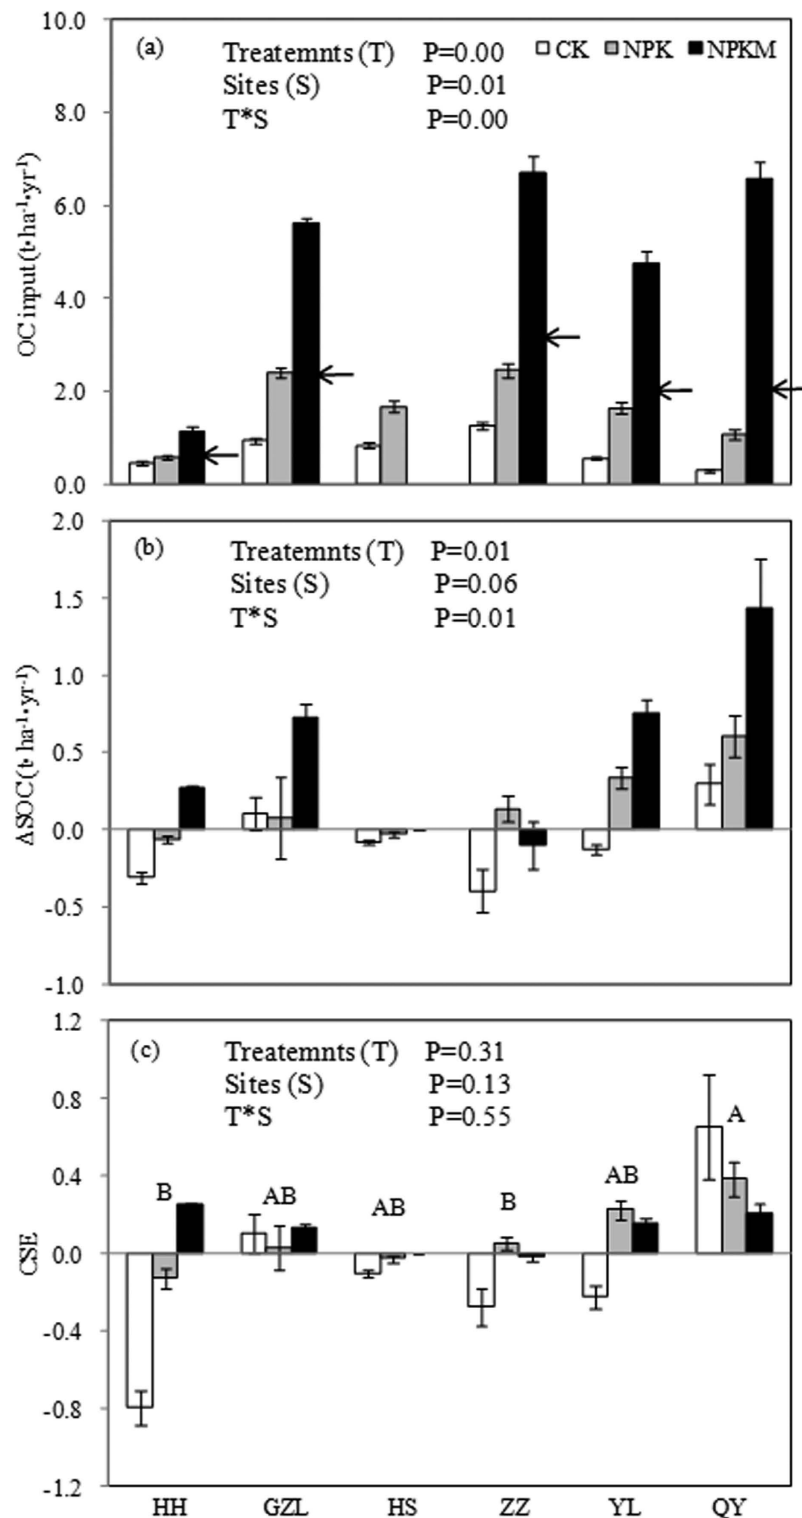 10.0
(a)
Treatemnts (T) P=0.00
CK NPK NPKM
Sites (S) P=0.01
T*S P=0.00
8.0
6.0
4.0
2.0
0.0
OC input (t·ha⁻¹·yr⁻¹)
2.0
(b)
Treatemnts (T) P=0.01
Sites (S) P=0.06
T*S P=0.01
1.5
1.0
0.5
0.0
-0.5
-1.0
ΔSOC (t·ha⁻¹·yr⁻¹)
1.2
(c)
Treatemnts (T) P=0.31
Sites (S) P=0.13
T*S P=0.55
0.8
0.4
0.0
-0.4
-0.8
-1.2
CSE
B AB AB B AB A
HH GZL HS ZZ YL QY